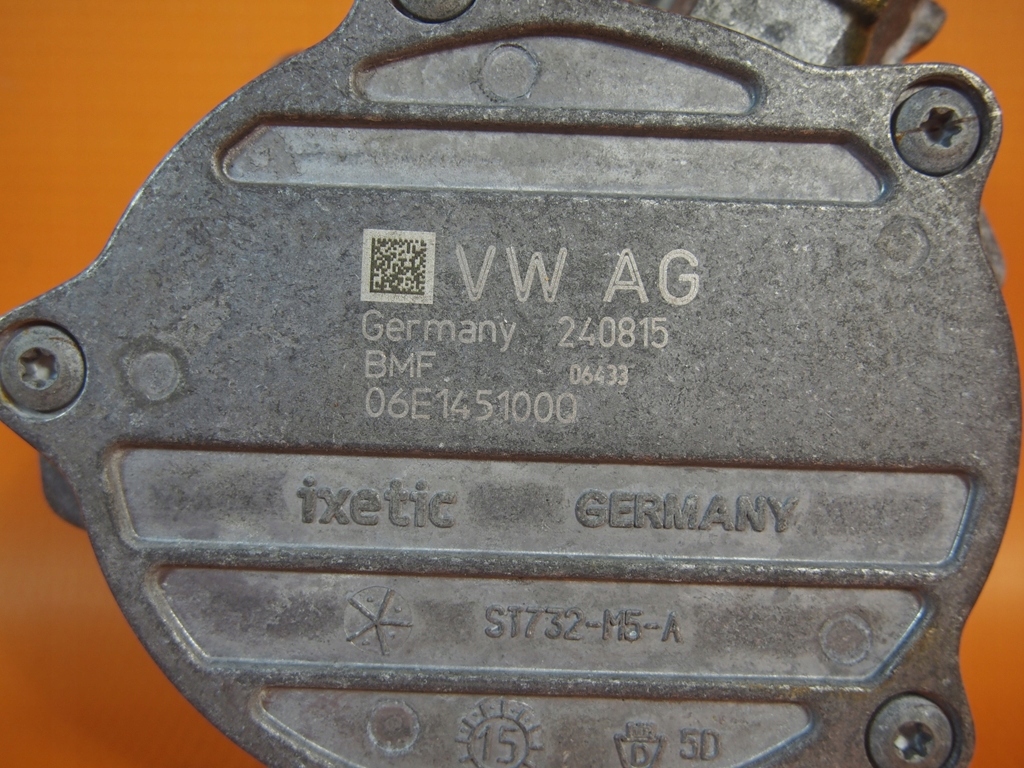 VW AG
Germany 240815
BMF 06433
06E145100Q
ixetic GERMANY
ST732-M5-A
15 D 5D